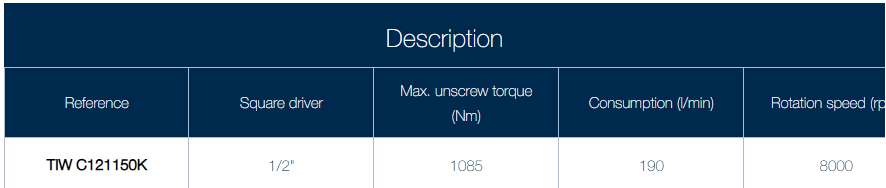 Description
Reference
Square driver
Max. unscrew torque
(Nm)
Consumption (l/min)
Rotation speed (rp
TIW C121150K
1/2"
1085
190
8000